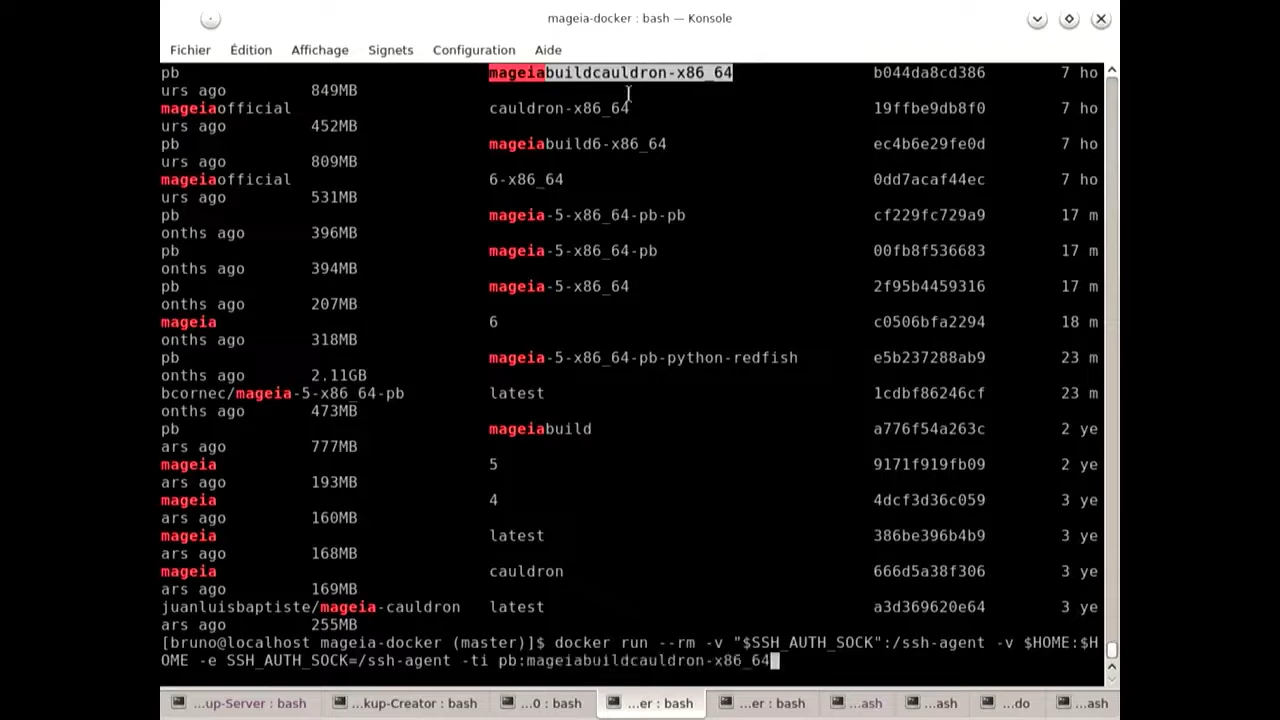 mageia-docker : bash — Konsole
Fichier Édition Affichage Signets Configuration Aide
pb mageiabuildcauldron-x86_64 b044da8cd386 7 ho
urs ago 849MB
mageiaofficial cauldron-x86_64 19ffbe9db8f0 7 ho
urs ago 452MB
pb mageiabuild6-x86_64 ec4b6e29fe0d 7 ho
urs ago 809MB
mageiaofficial 6-x86_64 0dd7acaf44ec 7 ho
urs ago 531MB
pb mageia-5-x86_64-pb-pb cf229fc729a9 17 m
onths ago 396MB
pb mageia-5-x86_64-pb 00fb8f536683 17 m
onths ago 394MB
pb mageia-5-x86_64 2f95b4459316 17 m
onths ago 207MB
mageia 6 c0506bfa2294 18 m
onths ago 318MB
pb mageia-5-x86_64-pb-python-redfish e5b237288ab9 23 m
onths ago 2.11GB
bcornec/mageia-5-x86_64-pb latest 1cdbf86246cf 23 m
onths ago 473MB
pb mageiabuild a776f54a263c 2 ye
ars ago 777MB
mageia 5 9171f919fb09 2 ye
ars ago 193MB
mageia 4 4dcf3d36c059 3 ye
ars ago 160MB
mageia latest 386be396b4b9 3 ye
ars ago 168MB
mageia cauldron 666d5a38f306 3 ye
ars ago 169MB
juanluisbaptiste/mageia-cauldron latest a3d369620e64 3 ye
ars ago 255MB
[bruno@localhost mageia-docker (master)]$ docker run --rm -v "$SSH_AUTH_SOCK":/ssh-agent -v $HOME:$H
OME -e SSH_AUTH_SOCK=/ssh-agent -ti pb:mageiabuildcauldron-x86_64
...up-Server : bash ...kup-Creator : bash ...0 : bash ...er : bash ...er : bash ...ash ...ash ...do ...ash